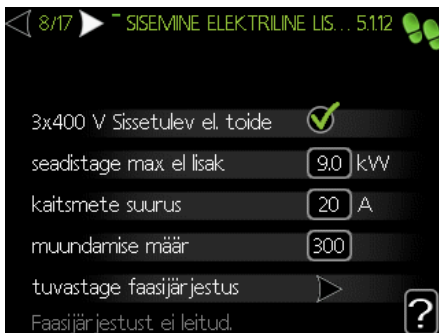 8/17 SISEMINE ELEKTRILINE LIS... 5.1.12
3x400 V Sissetulev el. toide
seadistage max el lisak 9.0 kW
kaitsmete suurus 20 A
muundamise määr 300
tuvastage faasijärjestus
Faasijärjestust ei leitud.
?